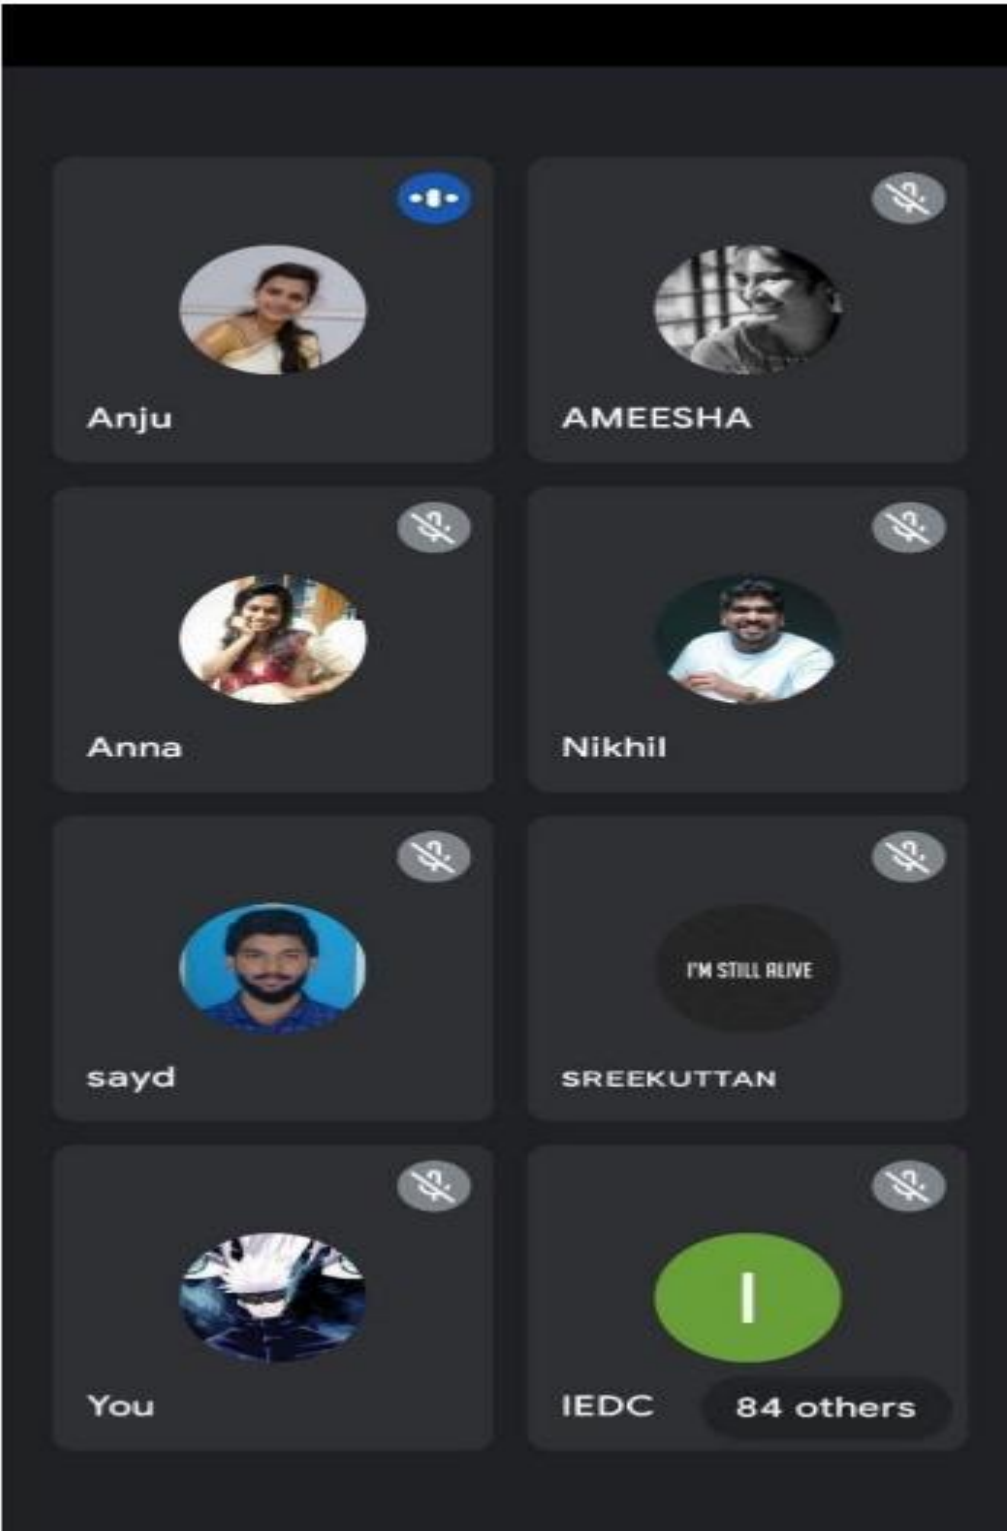 Anju
AMEESHA
Anna
Nikhil
sayd
I'M STILL ALIVE
SREEKUTTAN
You
I
IEDC
84 others